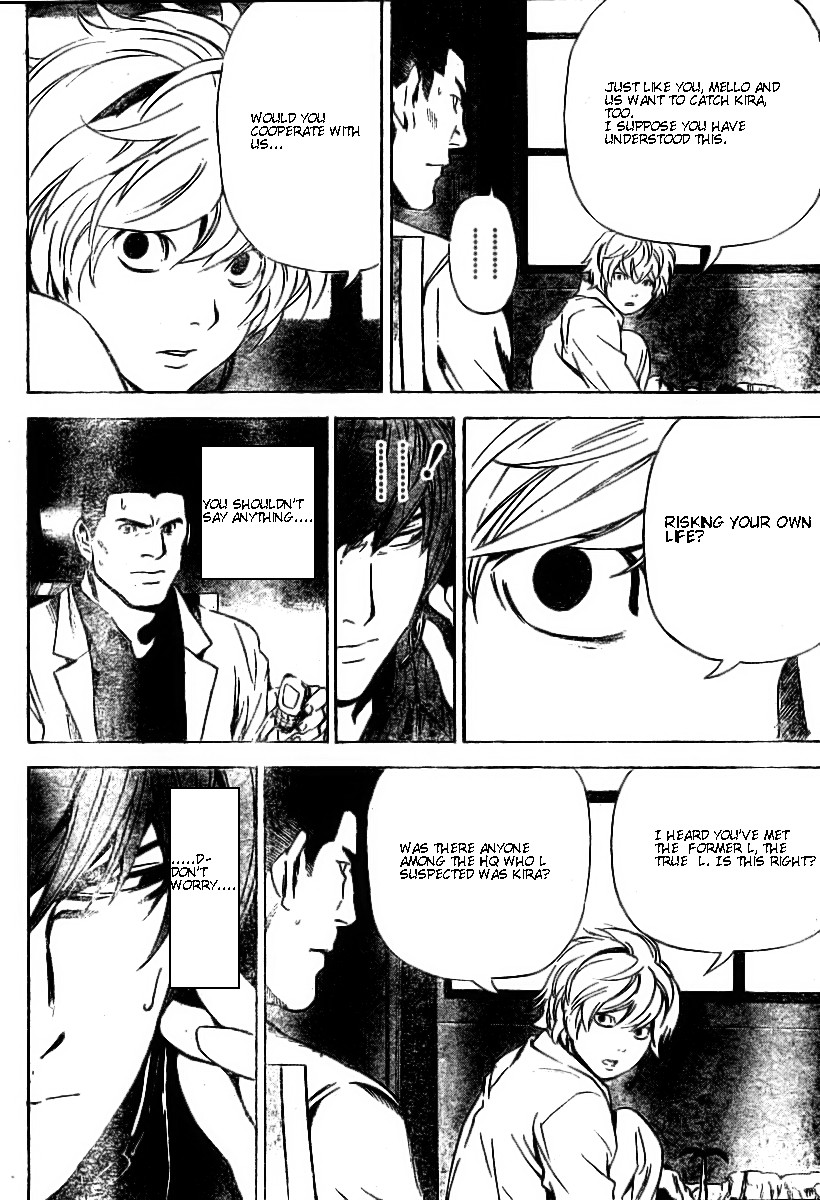 JUST LIKE YOU, MELLO AND
US WANT TO CATCH KIRA,
TOO.
I SUPPOSE YOU HAVE
UNDERSTOOD THIS.
WOULD YOU
COOPERATE WITH
US...
RISKING YOUR OWN
LIFE?
YOU SHOULDN'T
SAY ANYTHING....
I HEARD YOU'VE MET
THE FORMER L, THE
TRUE L. IS THIS RIGHT?
WAS THERE ANYONE
AMONG THE HQ WHO L
SUSPECTED WAS KIRA?
.....D-
DON'T
WORRY....